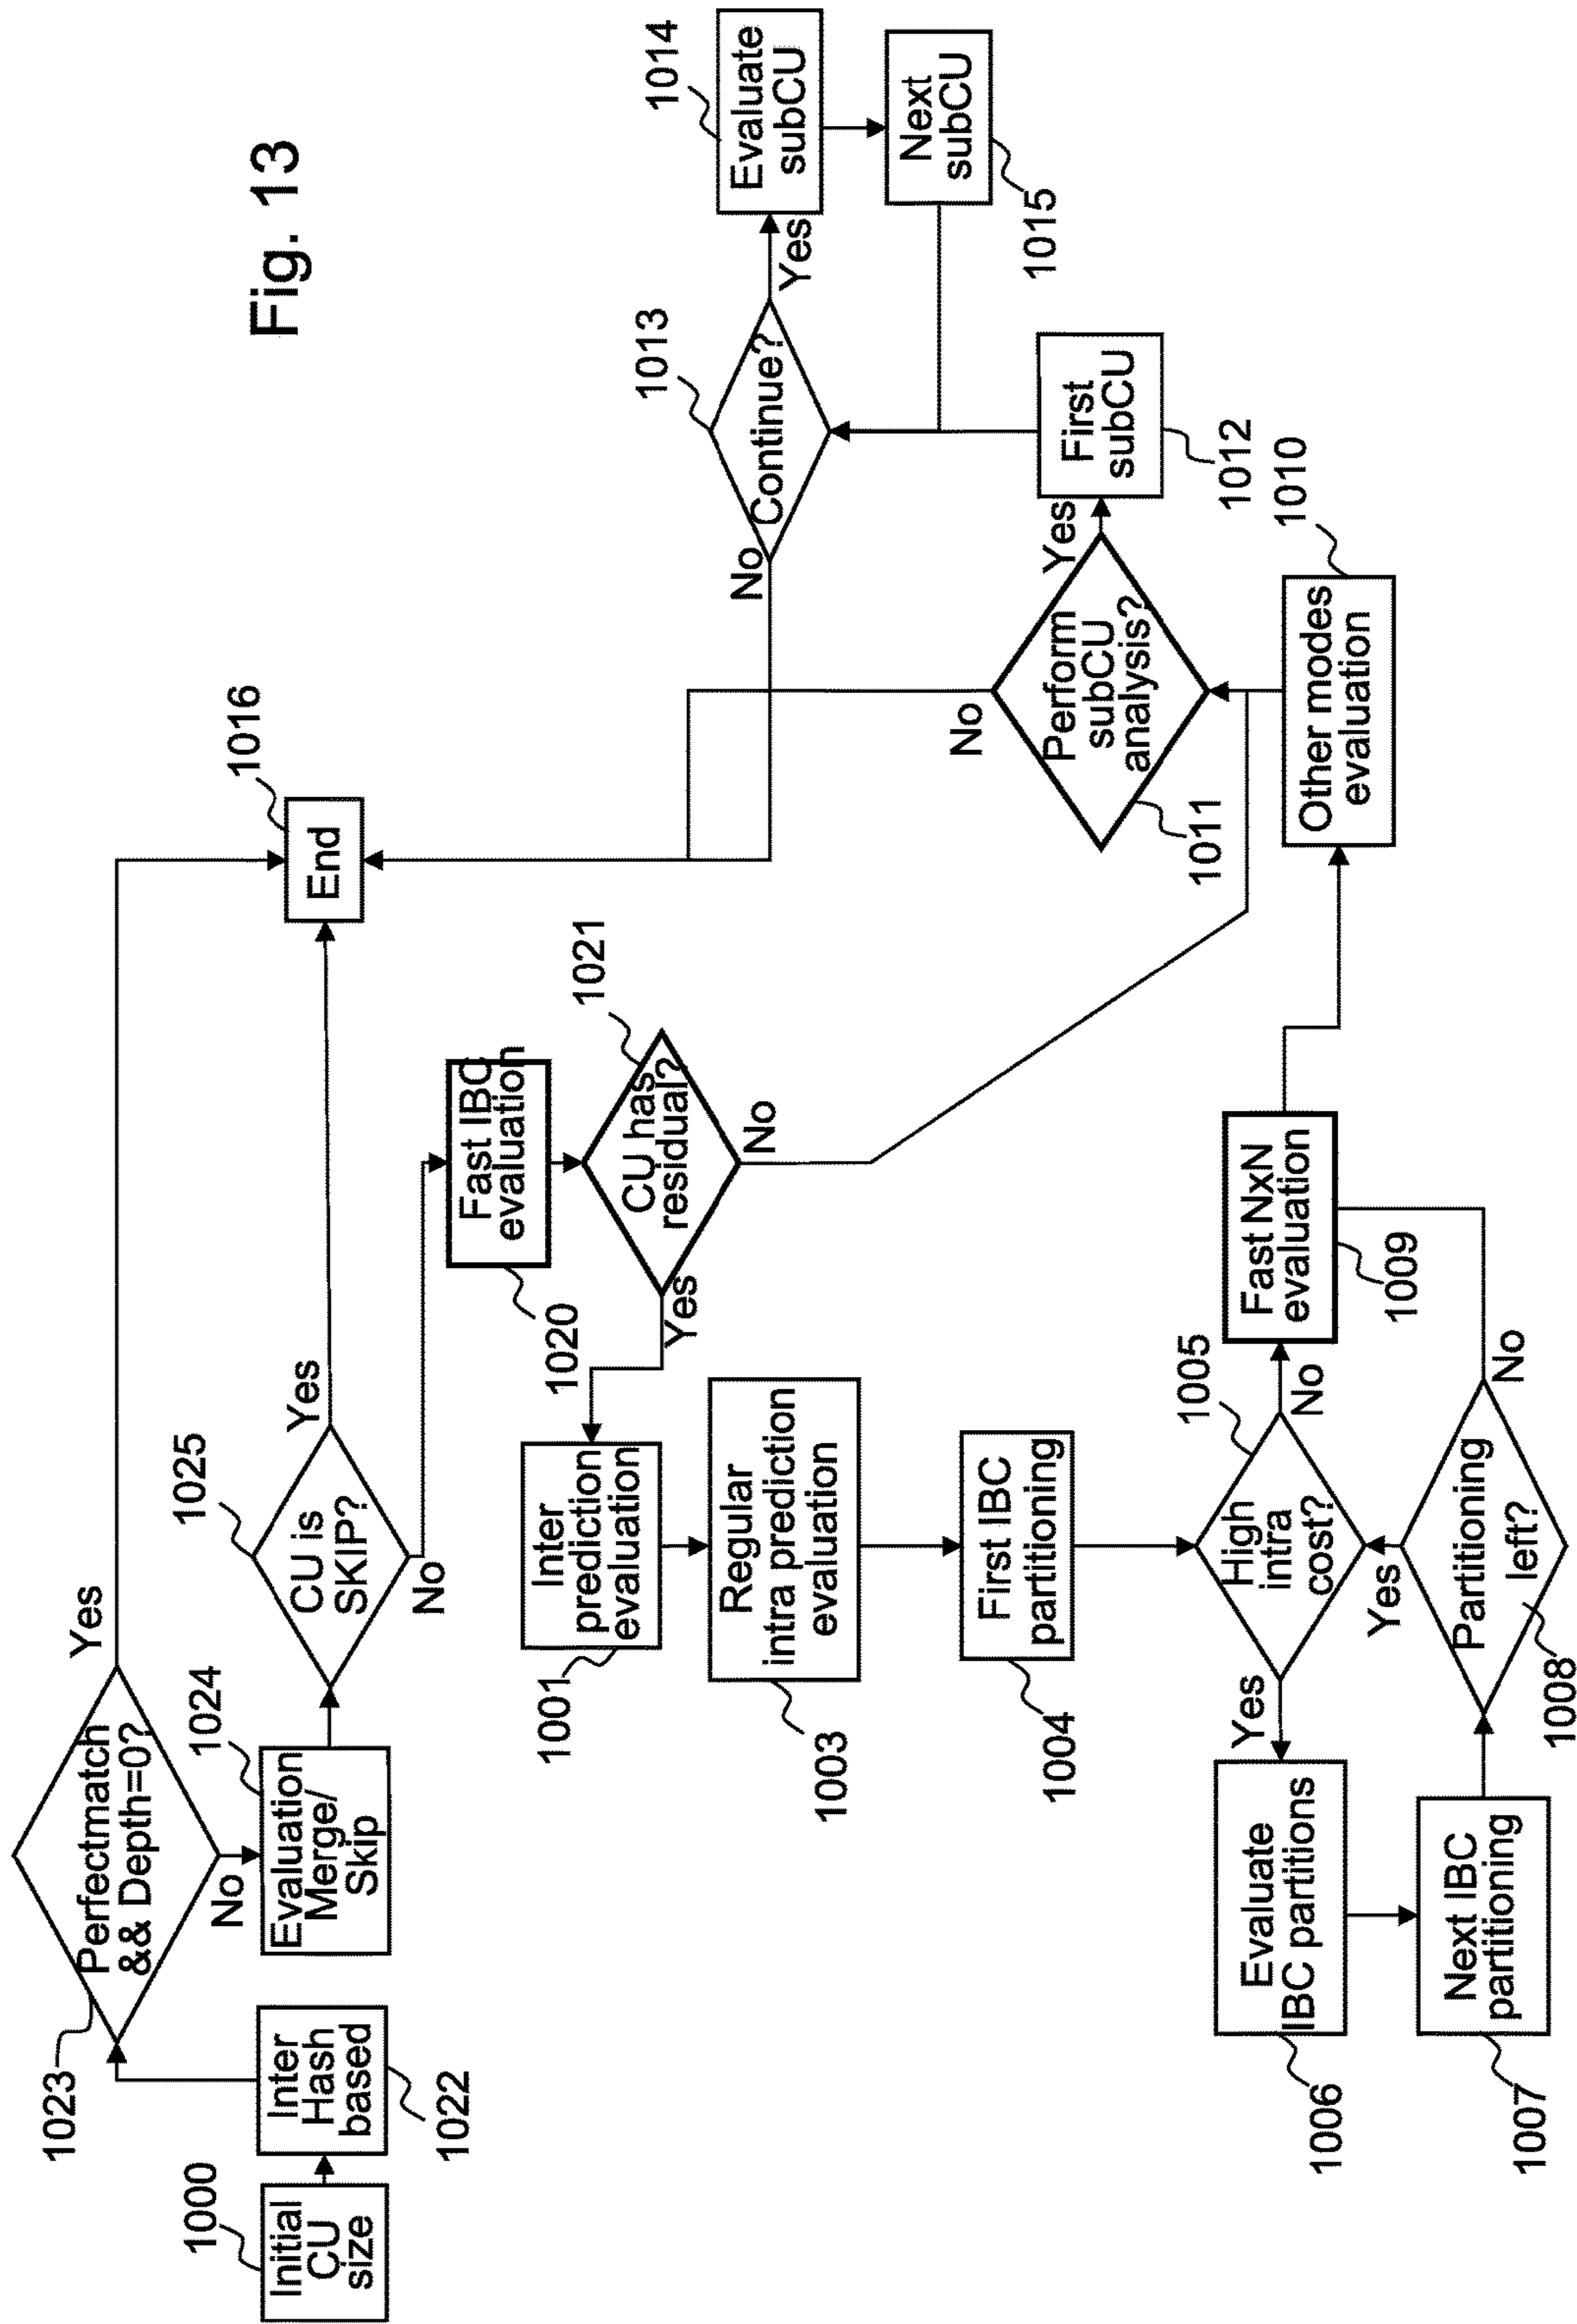 Fig. 13
1000
Initial
CU
size
Inter
Hash
based
1022
1023
Perfectmatch
&& Depth=0?
Yes
No
1024
Evaluation
Merge/
Skip
1025
CU is
SKIP?
Yes
No
1016
End
Fast IBC
evaluation
1020
1021
CU has
residual?
Yes
No
Inter
prediction
evaluation
1001
Regular
intra prediction
evaluation
1003
First IBC
partitioning
1004
1005
High
intra
cost?
Yes
No
Evaluate
IBC partitions
1006
Next IBC
partitioning
1007
Partitioning
left?
1008
Yes
No
Fast NxN
evaluation
1009
Other modes
evaluation
1010
Perform
subCU
analysis?
1011
No
Yes
First
subCU
1012
1013
Continue?
No
Yes
1014
Evaluate
subCU
Next
subCU
1015